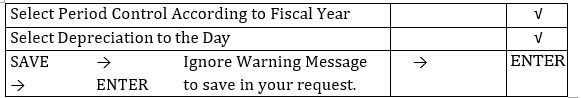 Select Period Control According to Fiscal Year √
Select Depreciation to the Day √
SAVE → Ignore Warning Message → ENTER
→ ENTER to save in your request.